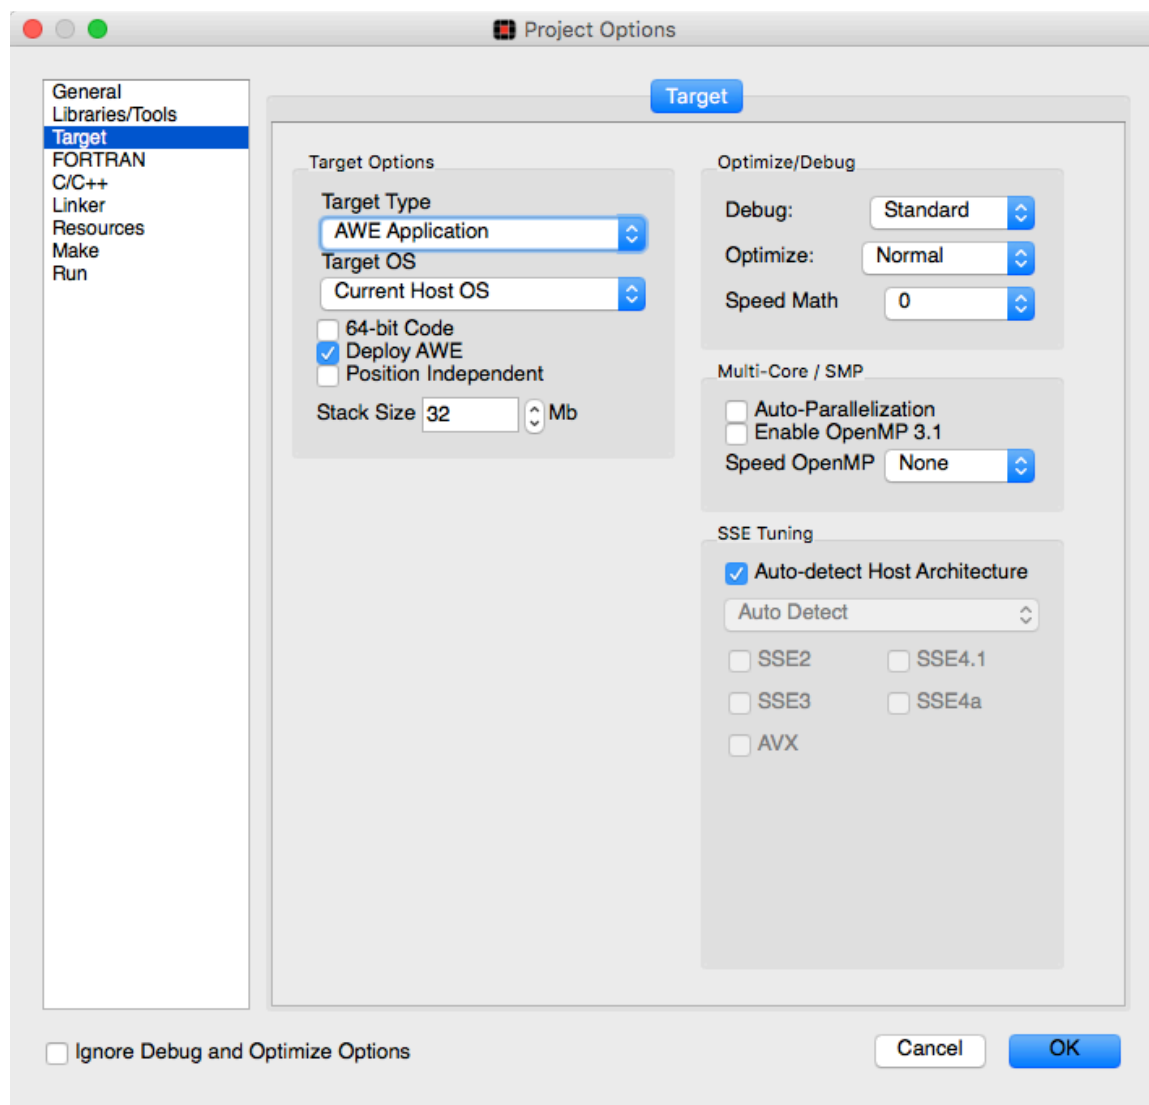 Project Options
General
Libraries/Tools
Target
FORTRAN
C/C++
Linker
Resources
Make
Run
Target
Target Options
Target Type
AWE Application
Target OS
Current Host OS
64-bit Code
Deploy AWE
Position Independent
Stack Size 32 Mb
Optimize/Debug
Debug: Standard
Optimize: Normal
Speed Math 0
Multi-Core / SMP
Auto-Parallelization
Enable OpenMP 3.1
Speed OpenMP None
SSE Tuning
Auto-detect Host Architecture
Auto Detect
SSE2 SSE4.1
SSE3 SSE4a
AVX
Ignore Debug and Optimize Options
Cancel OK